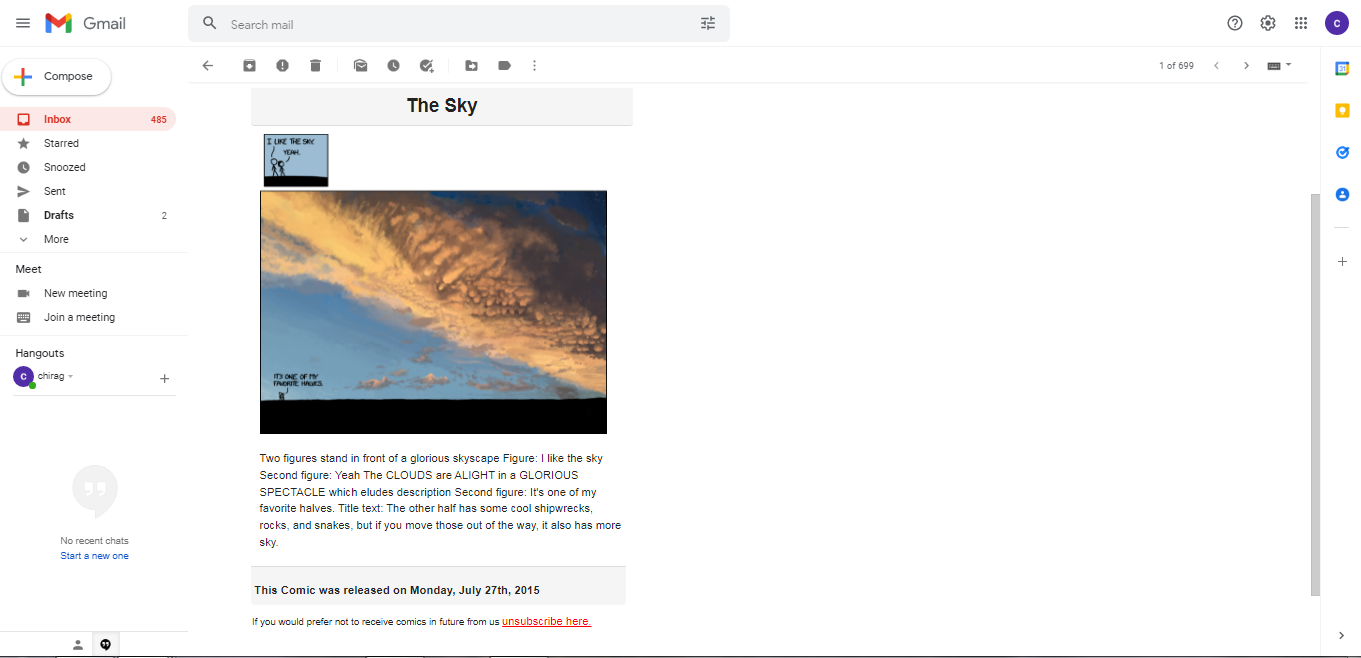 Gmail
Search mail
C
Compose
1 of 699
31
Inbox 485
Starred
Snoozed
Sent
Drafts 2
More
Meet
New meeting
Join a meeting
Hangouts
C chirag
No recent chats
Start a new one
The Sky
I LIKE THE SKY.
YEAH.
IT'S ONE OF MY
FAVORITE HALVES.
Two figures stand in front of a glorious skyscape Figure: I like the sky
Second figure: Yeah The CLOUDS are ALIGHT in a GLORIOUS
SPECTACLE which eludes description Second figure: It's one of my
favorite halves. Title text: The other half has some cool shipwrecks,
rocks, and snakes, but if you move those out of the way, it also has more
sky.
This Comic was released on Monday, July 27th, 2015
If you would prefer not to receive comics in future from us unsubscribe here.